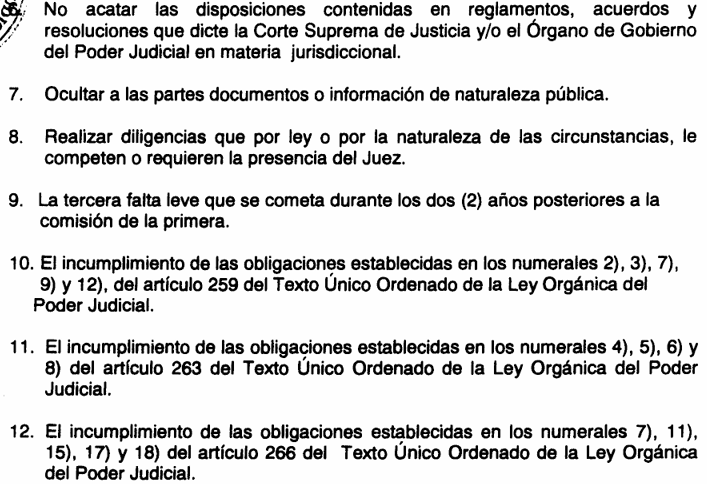 No acatar las disposiciones contenidas en reglamentos, acuerdos y
resoluciones que dicte la Corte Suprema de Justicia y/o el Órgano de Gobierno
del Poder Judicial en materia jurisdiccional.
7. Ocultar a las partes documentos o información de naturaleza pública.
8. Realizar diligencias que por ley o por la naturaleza de las circunstancias, le
competen o requieren la presencia del Juez.
9. La tercera falta leve que se cometa durante los dos (2) años posteriores a la
comisión de la primera.
10. El incumplimiento de las obligaciones establecidas en los numerales 2), 3), 7),
9) y 12), del artículo 259 del Texto Único Ordenado de la Ley Orgánica del
Poder Judicial.
11. El incumplimiento de las obligaciones establecidas en los numerales 4), 5), 6) y
8) del artículo 263 del Texto Único Ordenado de la Ley Orgánica del Poder
Judicial.
12. El incumplimiento de las obligaciones establecidas en los numerales 7), 11),
15), 17) y 18) del artículo 266 del Texto Único Ordenado de la Ley Orgánica
del Poder Judicial.